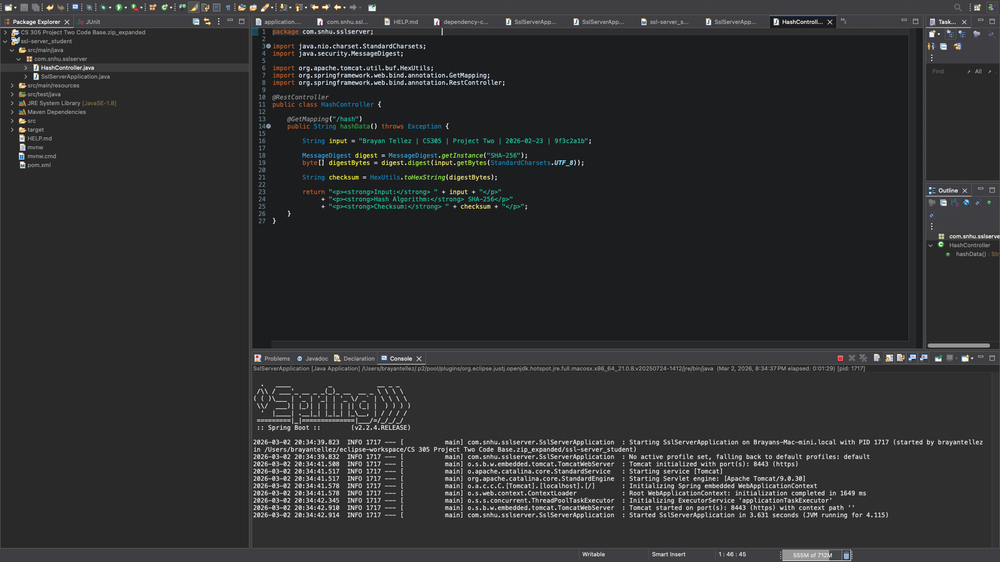 Package Explorer
JUnit
CS 305 Project Two Code Base.zip_expanded
ssl-server_student
src/main/java
com.snhu.sslserver
HashController.java
SslServerApplication.java
src/main/resources
src/test/java
JRE System Library [JavaSE-1.8]
Maven Dependencies
src
target
HELP.md
mvnw
mvnw.cmd
pom.xml
application....
com.snhu.ssl...
HELP.md
dependency-c...
SslServerApp...
SslServerApp...
ssl-server_s...
SslServerApp...
HashControll...
1 package com.snhu.sslserver;
2
3 import java.nio.charset.StandardCharsets;
4 import java.security.MessageDigest;
5
6 import org.apache.tomcat.util.buf.HexUtils;
7 import org.springframework.web.bind.annotation.GetMapping;
8 import org.springframework.web.bind.annotation.RestController;
9
10 @RestController
11 public class HashController {
12
13 @GetMapping("/hash")
14 public String hashData() throws Exception {
15
16 String input = "Brayan Tellez | CS305 | Project Two | 2026-02-23 | 9f3c2a1b";
17
18 MessageDigest digest = MessageDigest.getInstance("SHA-256");
19 byte[] digestBytes = digest.digest(input.getBytes(StandardCharsets.UTF_8));
20
21 String checksum = HexUtils.toHexString(digestBytes);
22
23 return "<p><strong>Input:</strong> " + input + "</p>"
24 + "<p><strong>Hash Algorithm:</strong> SHA-256</p>"
25 + "<p><strong>Checksum:</strong> " + checksum + "</p>";
26 }
27 }
Task...
Find
All
Outline
com.snhu.sslserve
HashController
hashData() : Str
Problems
Javadoc
Declaration
Console
SslServerApplication [Java Application] /Users/brayantellez/.p2/pool/plugins/org.eclipse.justj.openjdk.hotspot.jre.full.macosx.x86_64_21.0.8.v20250724-1412/jre/bin/java (Mar 2, 2026, 8:34:37 PM elapsed: 0:01:29) [pid: 1717]
Spring
:: Spring Boot :: (v2.2.4.RELEASE)
2026-03-02 20:34:39.823 INFO 1717 --- [ main] com.snhu.sslserver.SslServerApplication : Starting SslServerApplication on Brayans-Mac-mini.local with PID 1717 (started by brayantellez
in /Users/brayantellez/eclipse-workspace/CS 305 Project Two Code Base.zip_expanded/ssl-server_student)
2026-03-02 20:34:39.832 INFO 1717 --- [ main] com.snhu.sslserver.SslServerApplication : No active profile set, falling back to default profiles: default
2026-03-02 20:34:41.508 INFO 1717 --- [ main] o.s.b.w.embedded.tomcat.TomcatWebServer : Tomcat initialized with port(s): 8443 (https)
2026-03-02 20:34:41.517 INFO 1717 --- [ main] o.apache.catalina.core.StandardService : Starting service [Tomcat]
2026-03-02 20:34:41.517 INFO 1717 --- [ main] org.apache.catalina.core.StandardEngine : Starting Servlet engine: [Apache Tomcat/9.0.30]
2026-03-02 20:34:41.578 INFO 1717 --- [ main] o.a.c.c.C.[Tomcat].[localhost].[/] : Initializing Spring embedded WebApplicationContext
2026-03-02 20:34:41.578 INFO 1717 --- [ main] o.s.web.context.ContextLoader : Root WebApplicationContext: initialization completed in 1649 ms
2026-03-02 20:34:42.345 INFO 1717 --- [ main] o.s.s.concurrent.ThreadPoolTaskExecutor : Initializing ExecutorService 'applicationTaskExecutor'
2026-03-02 20:34:42.910 INFO 1717 --- [ main] o.s.b.w.embedded.tomcat.TomcatWebServer : Tomcat started on port(s): 8443 (https) with context path ''
2026-03-02 20:34:42.914 INFO 1717 --- [ main] com.snhu.sslserver.SslServerApplication : Started SslServerApplication in 3.631 seconds (JVM running for 4.115)
Writable
Smart Insert
1 : 46 : 45
555M of 712M